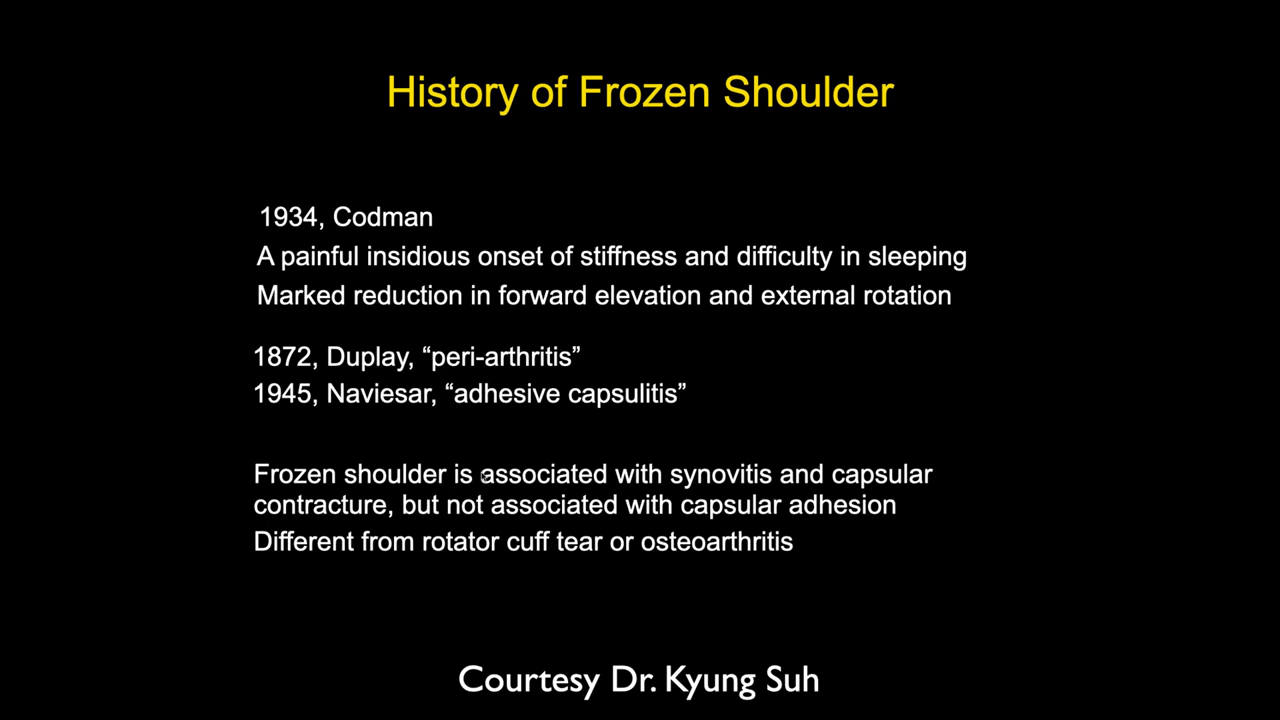 History of Frozen Shoulder
1934, Codman
A painful insidious onset of stiffness and difficulty in sleeping
Marked reduction in forward elevation and external rotation
1872, Duplay, “peri-arthritis”
1945, Naviesar, “adhesive capsulitis”
Frozen shoulder is associated with synovitis and capsular
contracture, but not associated with capsular adhesion
Different from rotator cuff tear or osteoarthritis
Courtesy Dr. Kyung Suh